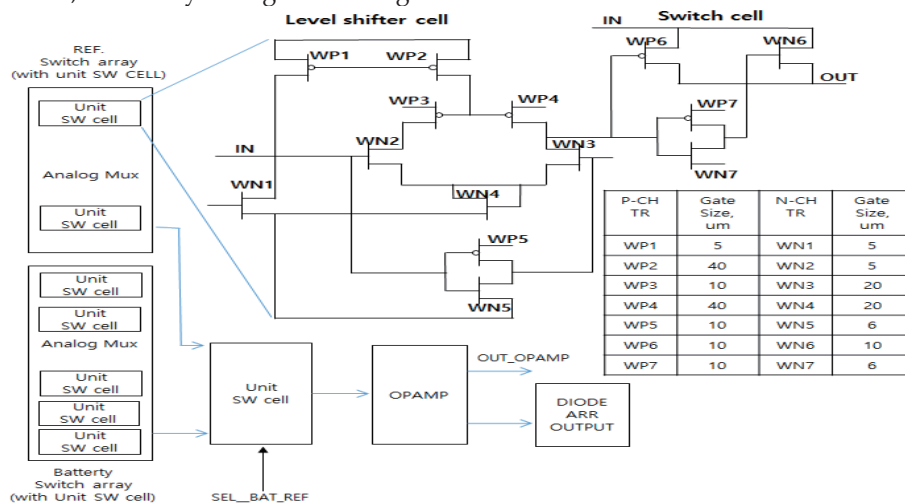 Level shifter cell
IN
Switch cell
REF.
Switch array
(with unit SW CELL)
WP1
WP2
WP6
WN6
OUT
Unit
SW cell
WP3
WP4
WP7
WN2
IN
WN3
WN7
Analog Mux
WN1
WN4
Unit
SW cell
WP5
WN5
P-CH
TR
Gate
Size,
um
N-CH
TR
Gate
Size,
um
WP1 5 WN1 5
WP2 40 WN2 5
WP3 10 WN3 20
WP4 40 WN4 20
WP5 10 WN5 6
WP6 10 WN6 10
WP7 10 WN7 6
Unit
SW cell
Unit
SW cell
Analog Mux
Unit
SW cell
Unit
SW cell
Unit
SW cell
Batterty
Switch array
(with Unit SW cell)
Unit
SW cell
SEL__BAT_REF
OPAMP
OUT_OPAMP
DIODE
ARR
OUTPUT